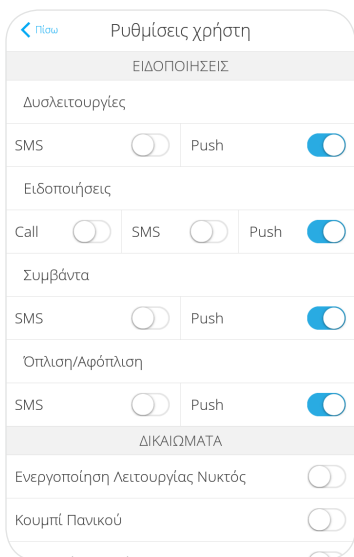 Πίσω Ρυθμίσεις χρήστη
ΕΙΔΟΠΟΙΗΣΕΙΣ
Δυσλειτουργίες
SMS Push
Ειδοποιήσεις
Call SMS Push
Συμβάντα
SMS Push
Όπλιση/Αφόπλιση
SMS Push
ΔΙΚΑΙΩΜΑΤΑ
Ενεργοποίηση Λειτουργίας Νυκτός
Κουμπί Πανικού